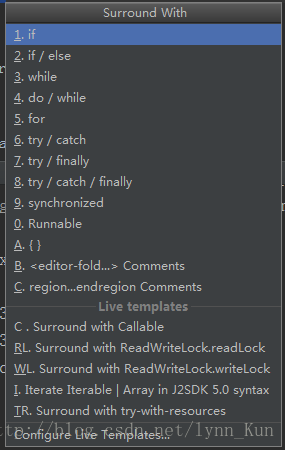 Surround With
1. if
2. if / else
3. while
4. do / while
5. for
6. try / catch
7. try / finally
8. try / catch / finally
9. synchronized
0. Runnable
A. { }
B. <editor-fold...> Comments
C. region...endregion Comments
Live templates
C . Surround with Callable
RL. Surround with ReadWriteLock.readLock
WL. Surround with ReadWriteLock.writeLock
I. Iterate Iterable | Array in J2SDK 5.0 syntax
TR. Surround with try-with-resources
Configure Live Templates...
ttp://blog.csdn.net/lynn_Kun